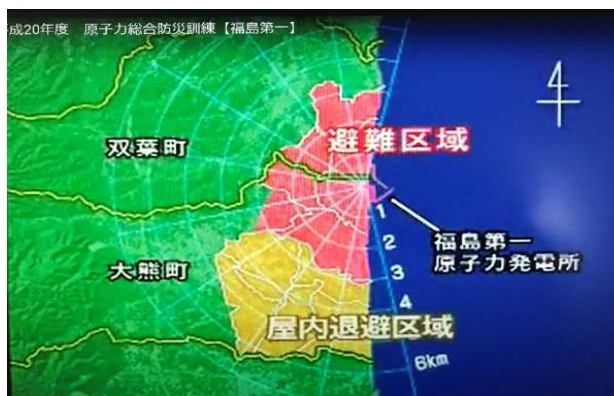 成20年度 原子力総合防災訓練【福島第一】
4
避難区域
双葉町
1
福島第一
原子力発電所
2
大熊町
3
4
屋内退避区域
6km